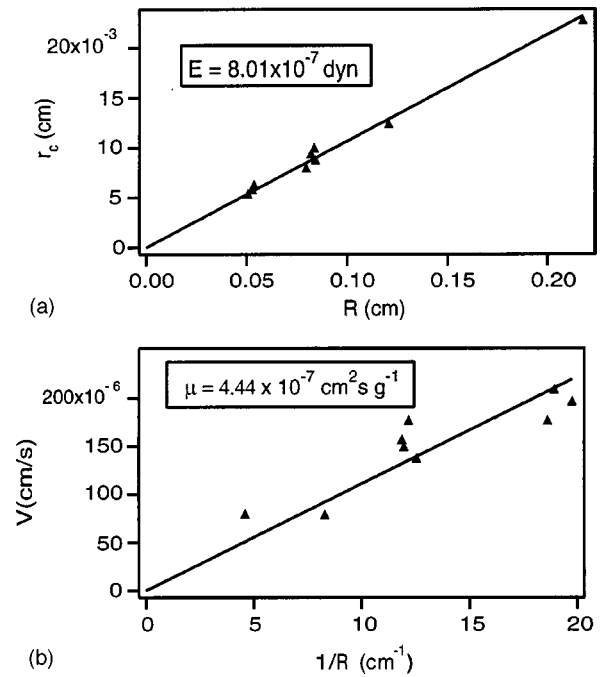 20x10⁻³
15
10
5
0
r_c (cm)
E = 8.01x10⁻⁷ dyn
0.00 0.05 0.10 0.15 0.20
R (cm)
(a)
200x10⁻⁶
150
100
50
0
V(cm/s)
μ = 4.44 x 10⁻⁷ cm²s g⁻¹
0 5 10 15 20
1/R (cm⁻¹)
(b)